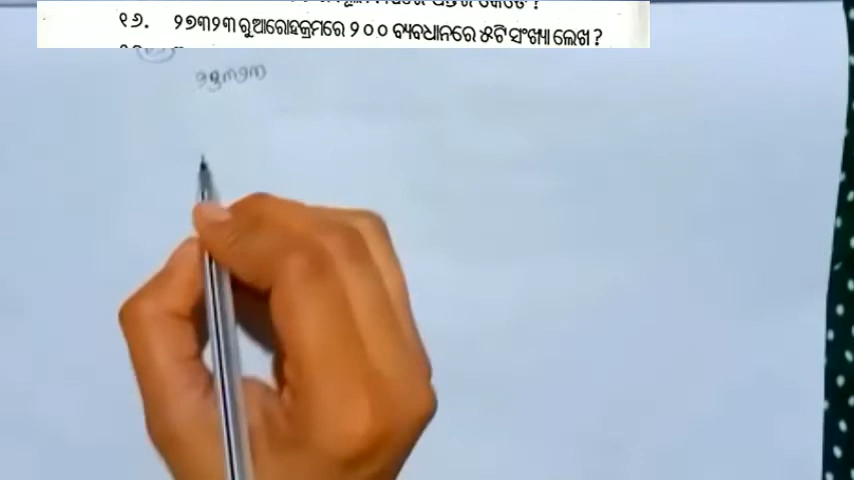 ୧୬. ୨୭୩୨୩ ରୁ ଆରୋହକ୍ରମରେ ୨୦୦ ବ୍ୟବଧାନରେ ୫ଟି ସଂଖ୍ୟା ଲେଖ ?
୨୭୩୨୩